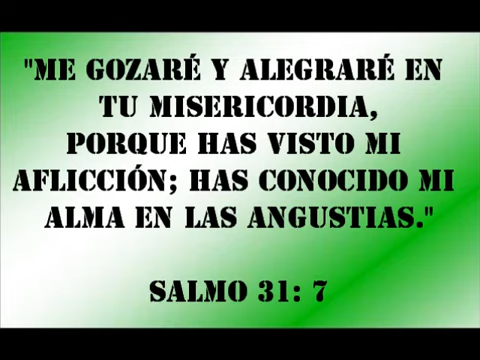 "ME GOZARÉ Y ALEGRARÉ EN
TU MISERICORDIA,
PORQUE HAS VISTO MI
AFLICCIÓN; HAS CONOCIDO MI
ALMA EN LAS ANGUSTIAS."
SALMO 31: 7